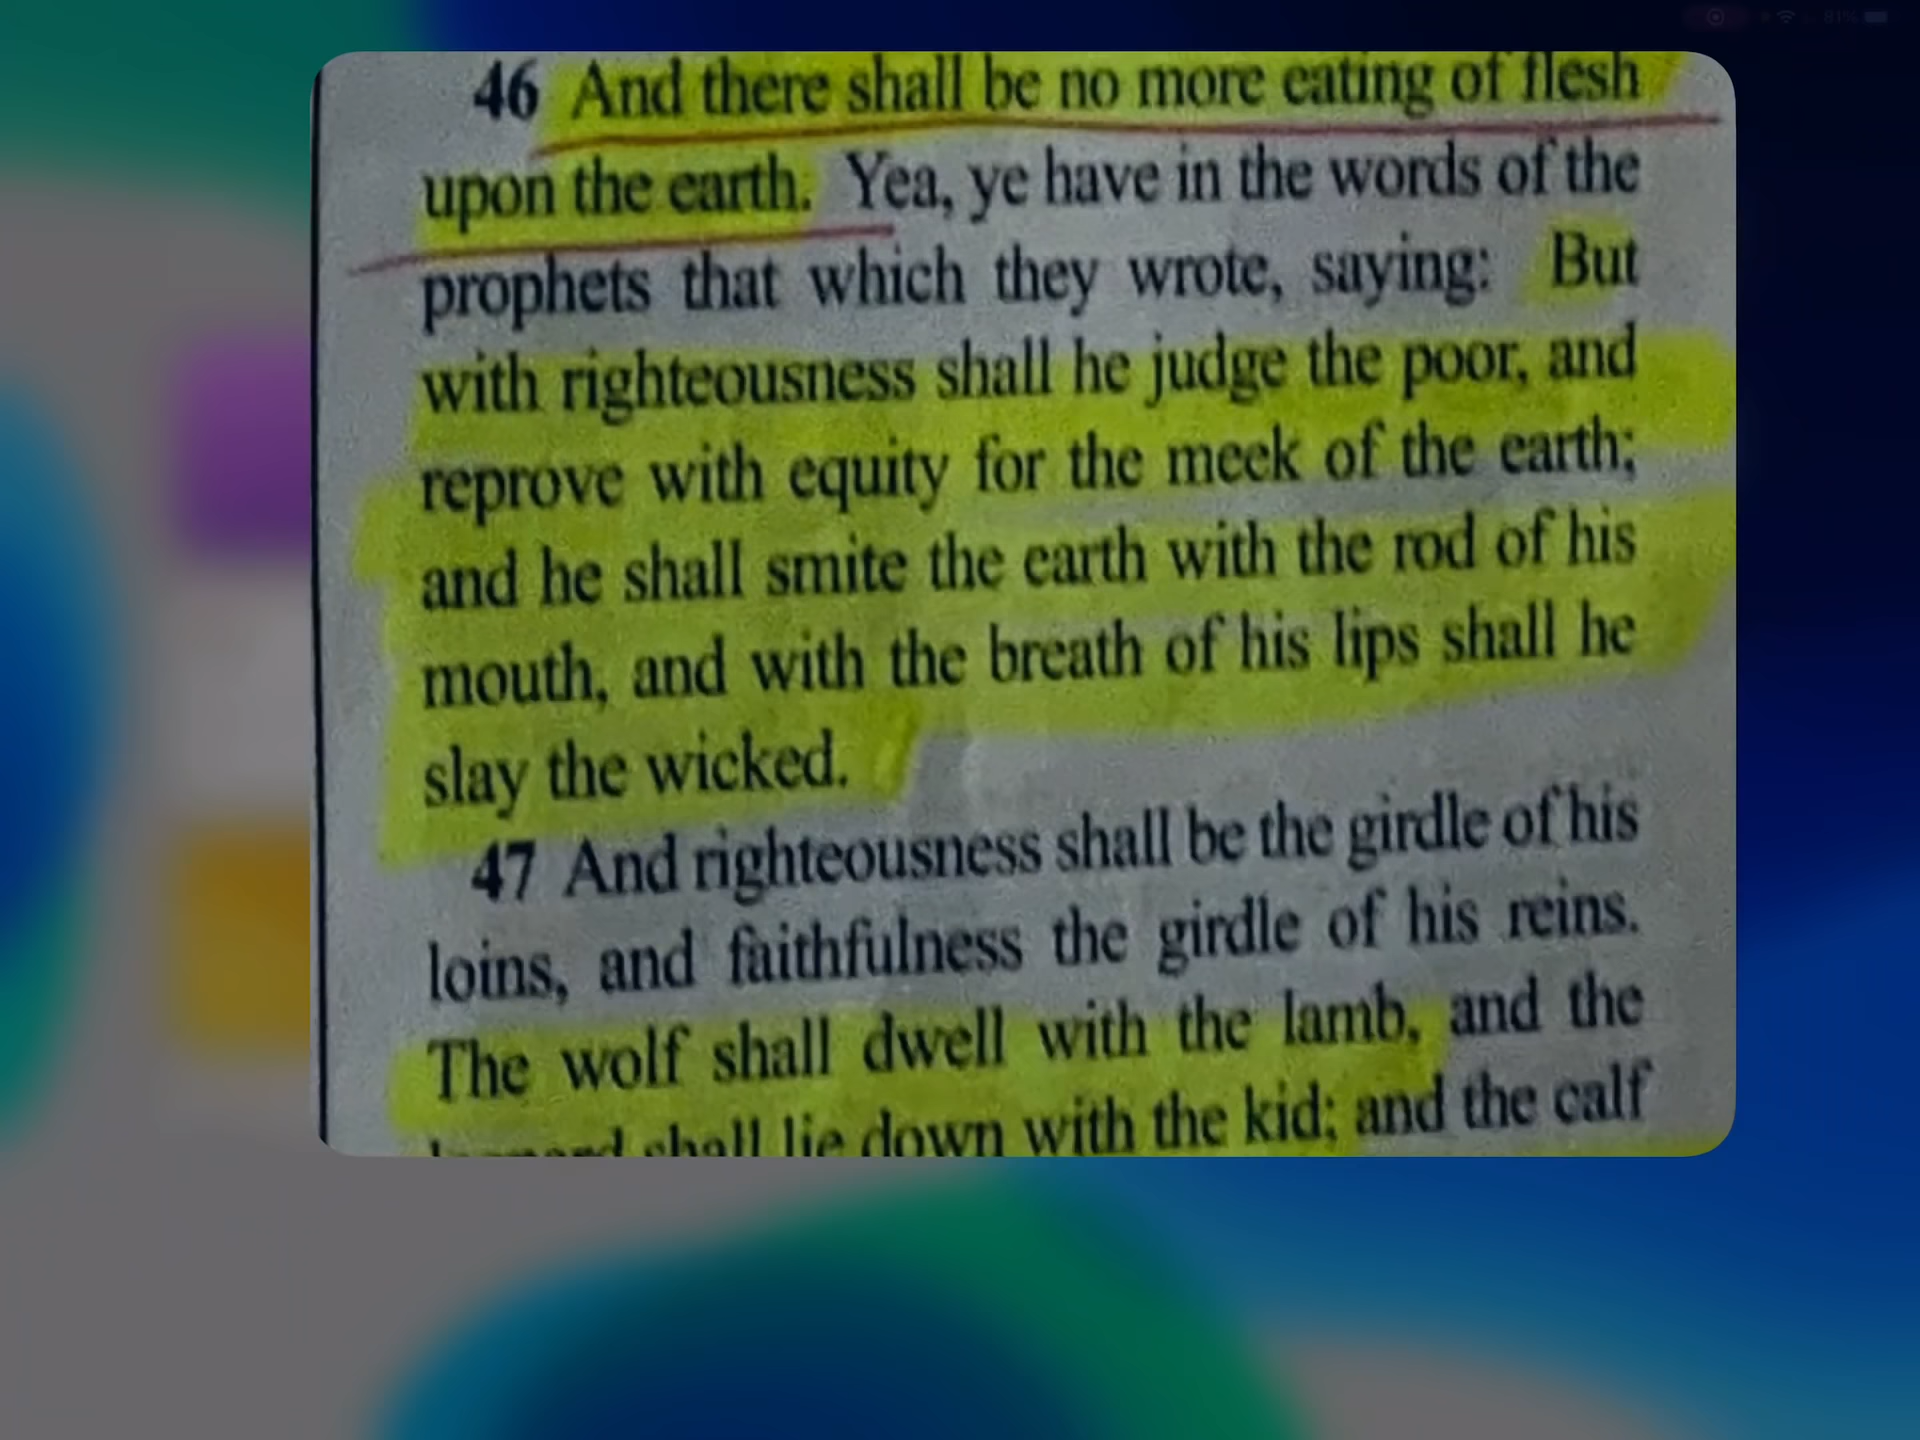 81%
46 And there shall be no more eating of flesh
upon the earth. Yea, ye have in the words of the
prophets that which they wrote, saying: But
with righteousness shall he judge the poor, and
reprove with equity for the meek of the earth;
and he shall smite the earth with the rod of his
mouth, and with the breath of his lips shall he
slay the wicked.
47 And righteousness shall be the girdle of his
loins, and faithfulness the girdle of his reins.
The wolf shall dwell with the lamb, and the
leopard shall lie down with the kid; and the calf